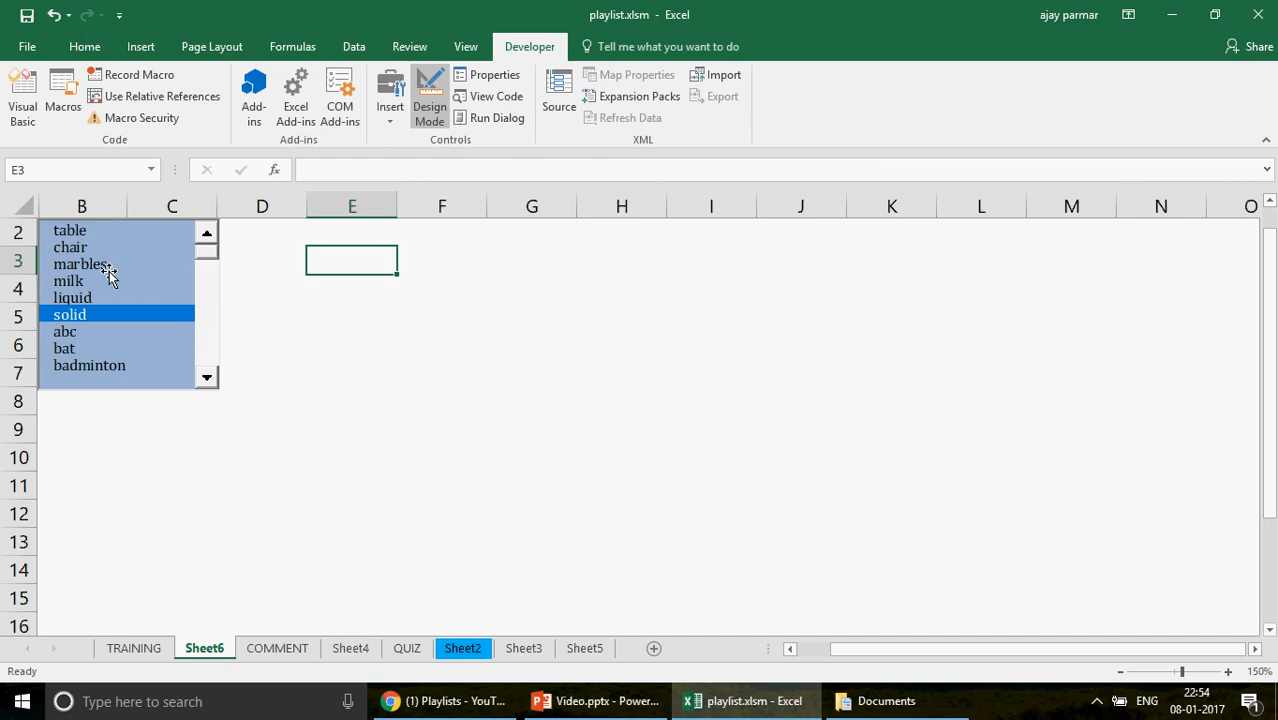 playlist.xlsm - Excel
ajay parmar
File Home Insert Page Layout Formulas Data Review View Developer Tell me what you want to do Share
Visual Basic
Macros
Record Macro
Use Relative References
Macro Security
Code
Add-ins
Excel Add-ins
COM Add-ins
Add-ins
Insert
Design Mode
Properties
View Code
Run Dialog
Controls
Source
Map Properties
Expansion Packs
Refresh Data
Import
Export
XML
E3
fx
B C D E F G H I J K L M N O
2
3
4
5
6
7
8
9
10
11
12
13
14
15
16
table
chair
marbles
milk
liquid
solid
abc
bat
badminton
TRAINING Sheet6 COMMENT Sheet4 QUIZ Sheet2 Sheet3 Sheet5
Ready
150%
Type here to search
(1) Playlists - YouT...
Video.pptx - Power...
playlist.xlsm - Excel
Documents
ENG
22:54
08-01-2017
1